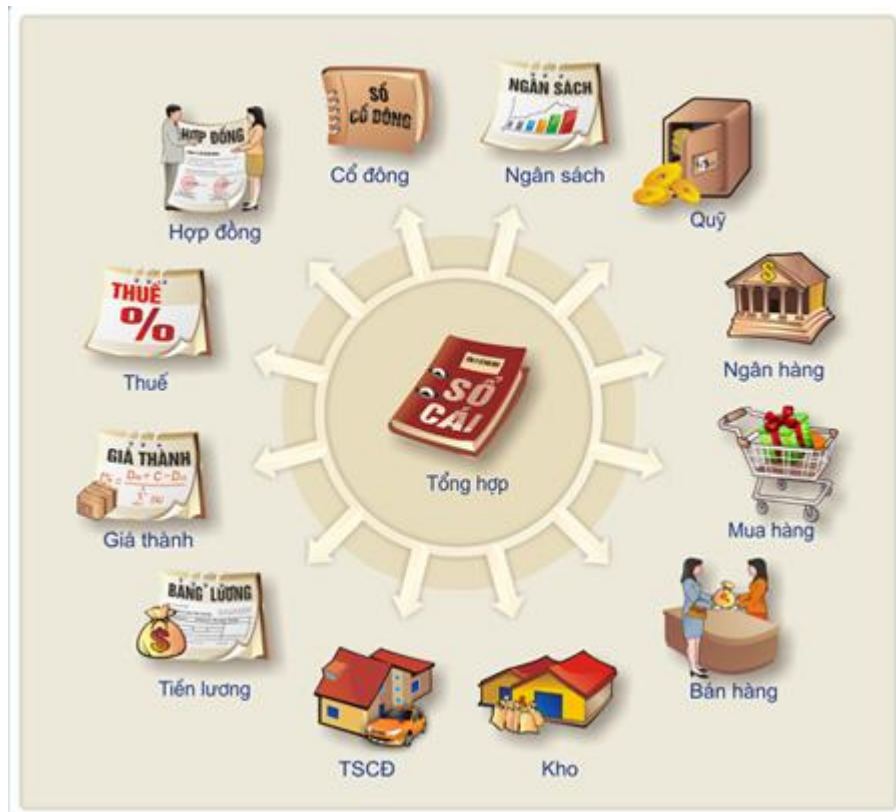 SỔ
CỔ ĐÔNG
Cổ đông
NGÂN SÁCH
Ngân sách
Quỹ
HỢP ĐỒNG
Hợp đồng
THUẾ
%
Thuế
Ngân hàng
SỔ
CÁI
Tổng hợp
Mua hàng
GIÁ THÀNH
Giá thành
BẢNG LƯƠNG
$
Tiền lương
Bán hàng
TSCĐ
Kho